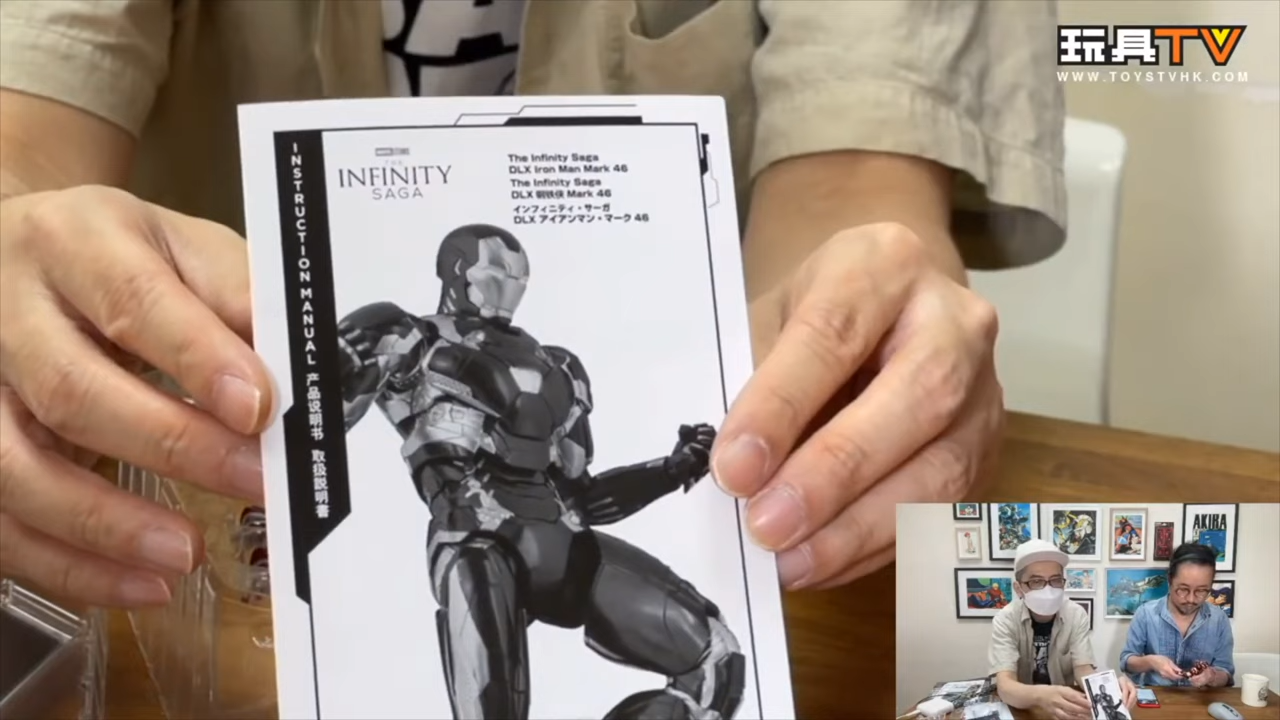 玩具TV
WWW.TOYSTVHK.COM
INSTRUCTION MANUAL 产品说明书 取扱説明書
THE
INFINITY
SAGA
The Infinity Saga
DLX Iron Man Mark 46
The Infinity Saga
DLX 钢铁侠 Mark 46
インフィニティ・サーガ
DLX アイアンマン・マーク 46
AKIRA